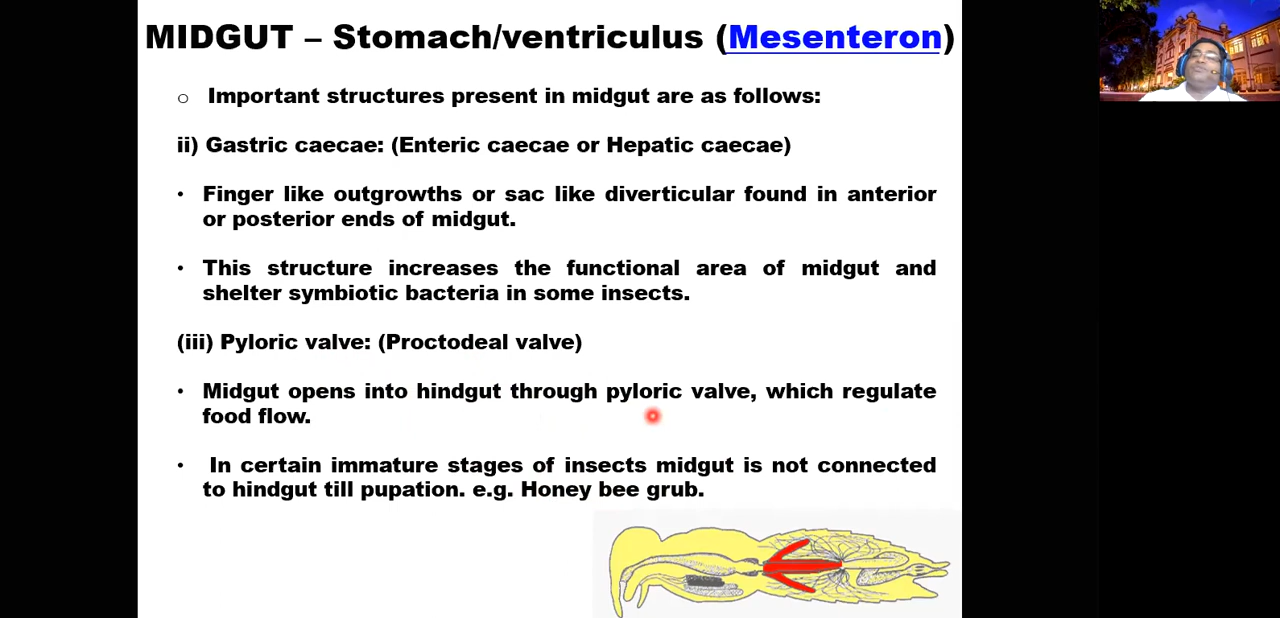 MIDGUT – Stomach/ventriculus (Mesenteron)
o Important structures present in midgut are as follows:
ii) Gastric caecae: (Enteric caecae or Hepatic caecae)
• Finger like outgrowths or sac like diverticular found in anterior
or posterior ends of midgut.
• This structure increases the functional area of midgut and
shelter symbiotic bacteria in some insects.
(iii) Pyloric valve: (Proctodeal valve)
• Midgut opens into hindgut through pyloric valve, which regulate
food flow.
• In certain immature stages of insects midgut is not connected
to hindgut till pupation. e.g. Honey bee grub.